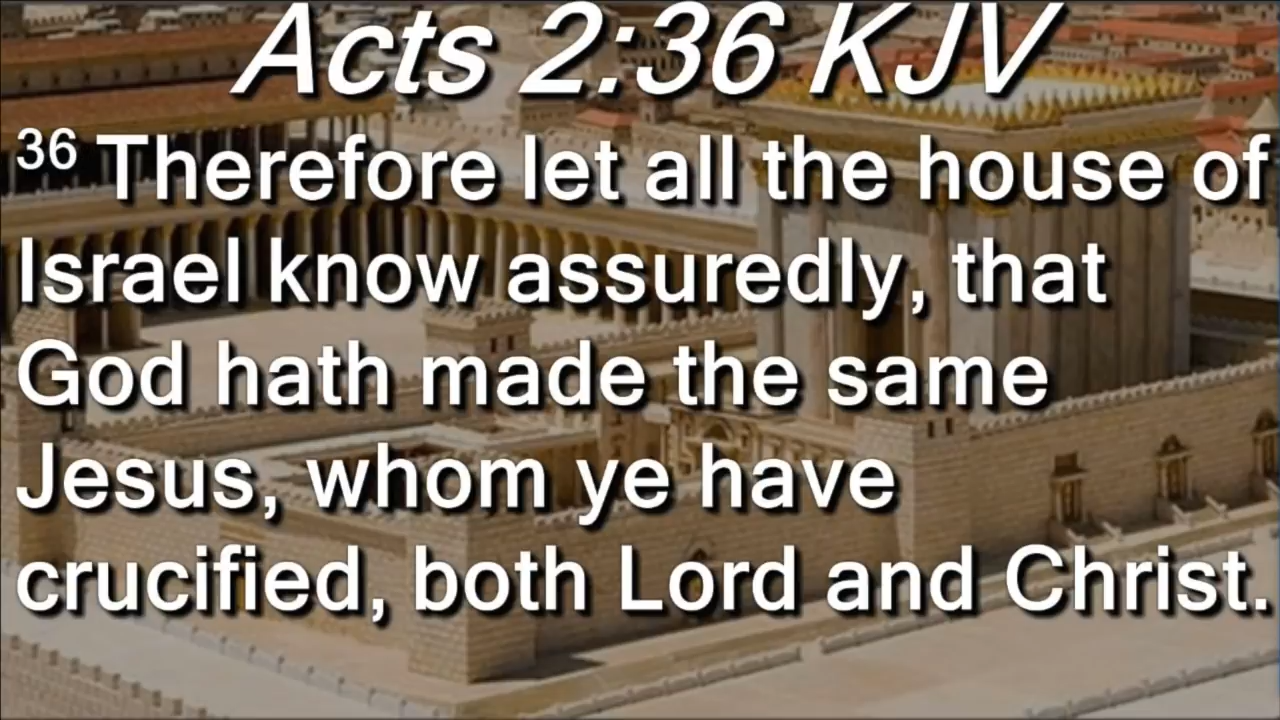 Acts 2:36 KJV
36 Therefore let all the house of
Israel know assuredly, that
God hath made the same
Jesus, whom ye have
crucified, both Lord and Christ.